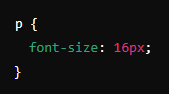 p {
  font-size: 16px;
}